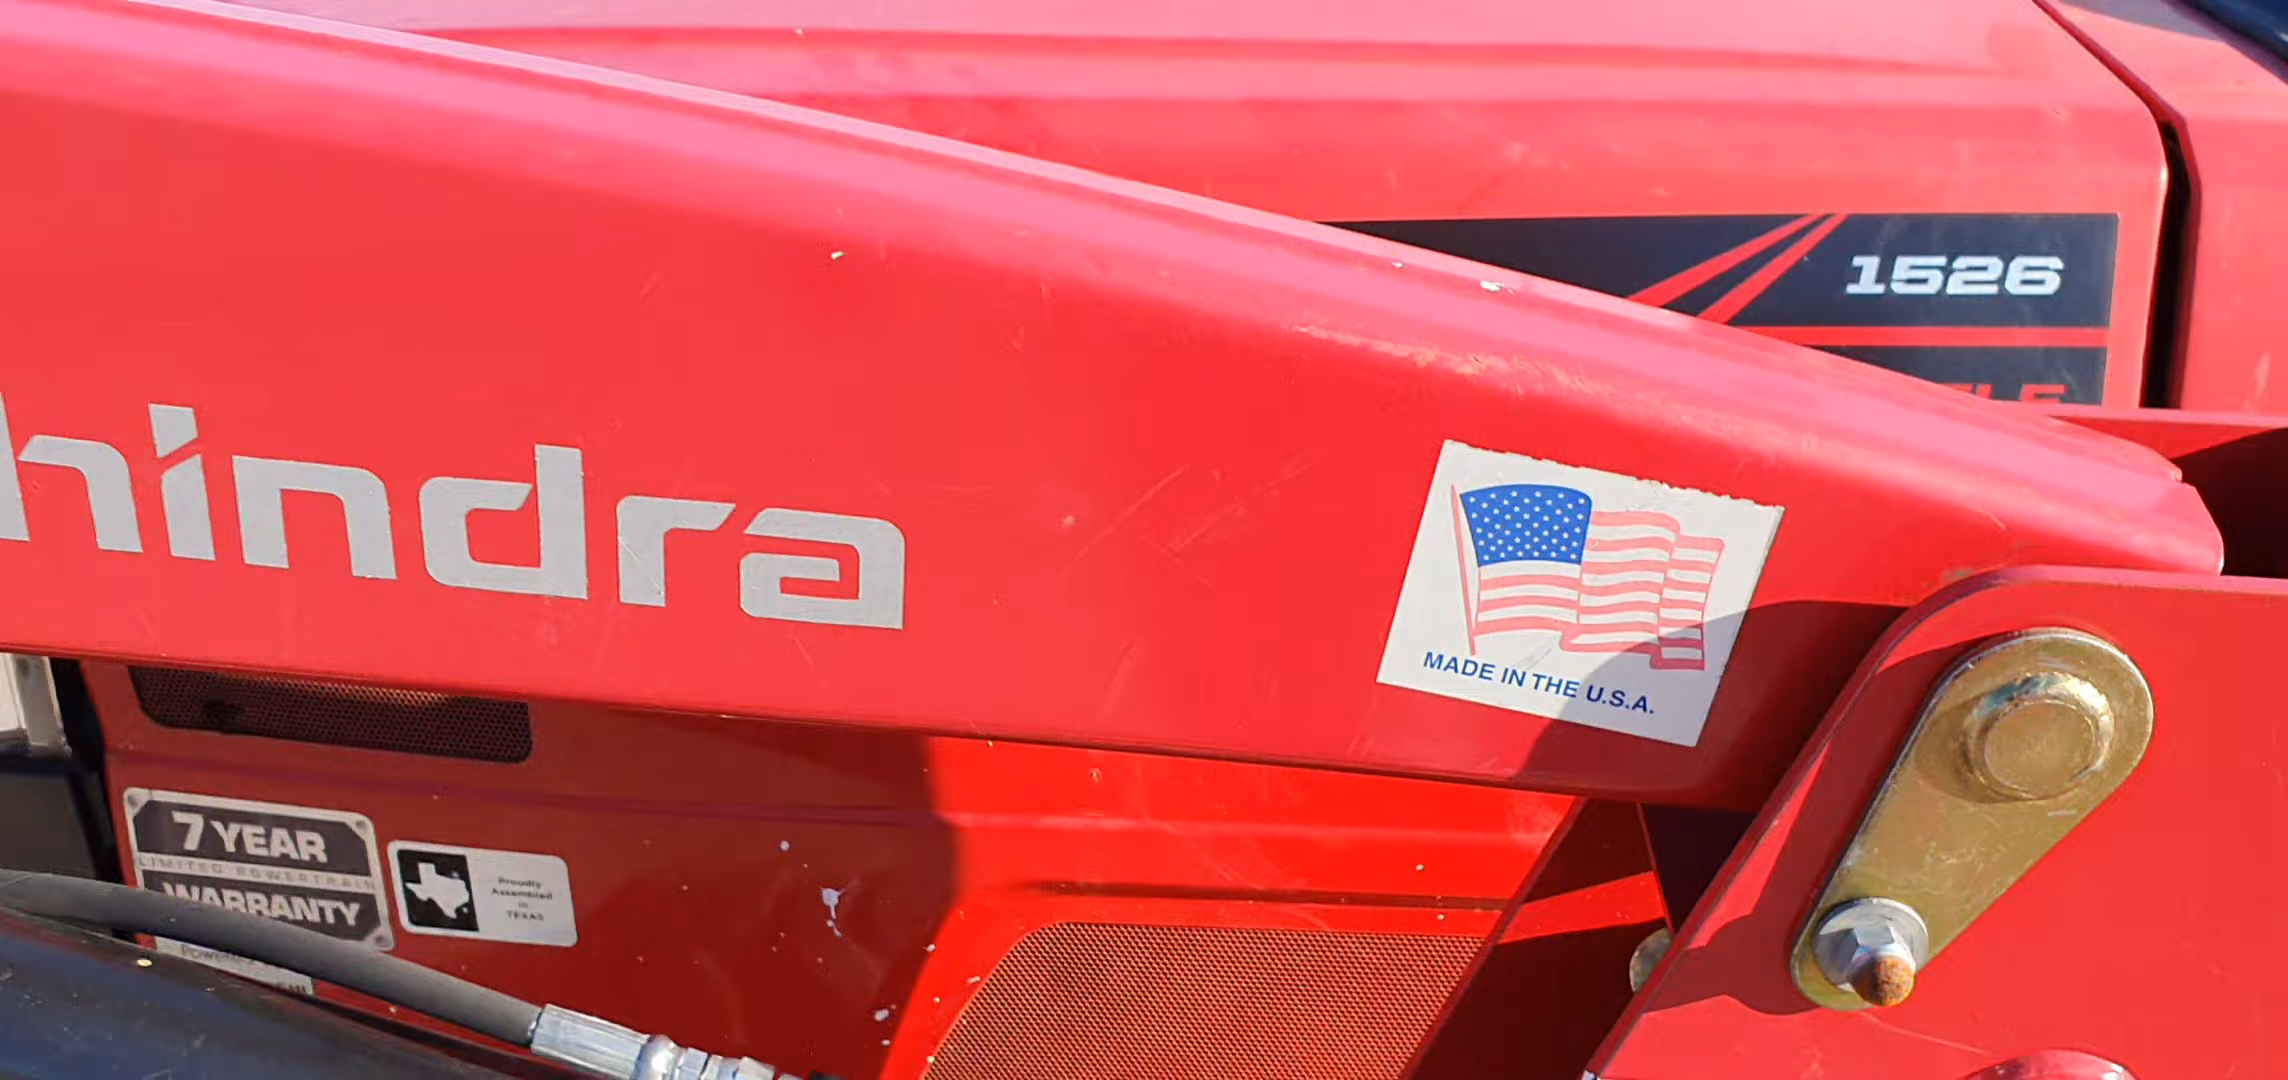 1526
hindra
MADE IN THE U.S.A.
7 YEAR
LIMITED POWERTRAIN
WARRANTY
Proudly
Assembled
in
TEXAS